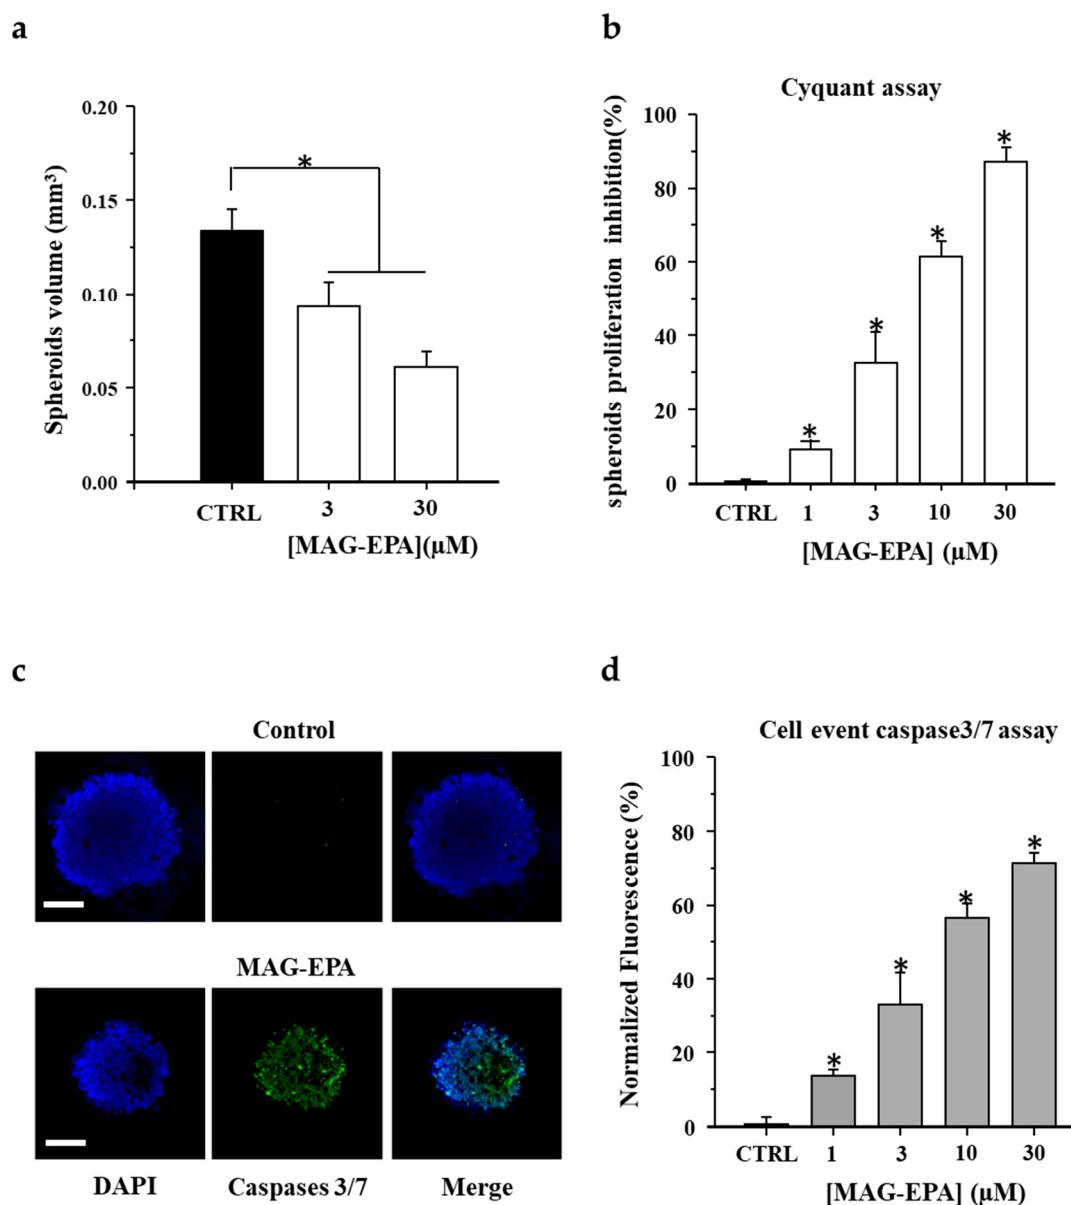 a
0.20
0.15
0.10
0.05
0.00
Spheroids volume (mm³)
*
CTRL 3 30
[MAG-EPA](μM)
b
Cyquant assay
100
80
60
40
20
0
spheroids proliferation inhibition(%)
* * * *
CTRL 1 3 10 30
[MAG-EPA] (μM)
c
Control
MAG-EPA
DAPI Caspases 3/7 Merge
d
Cell event caspase3/7 assay
100
80
60
40
20
0
Normalized Fluorescence (%)
* * * *
CTRL 1 3 10 30
[MAG-EPA] (μM)